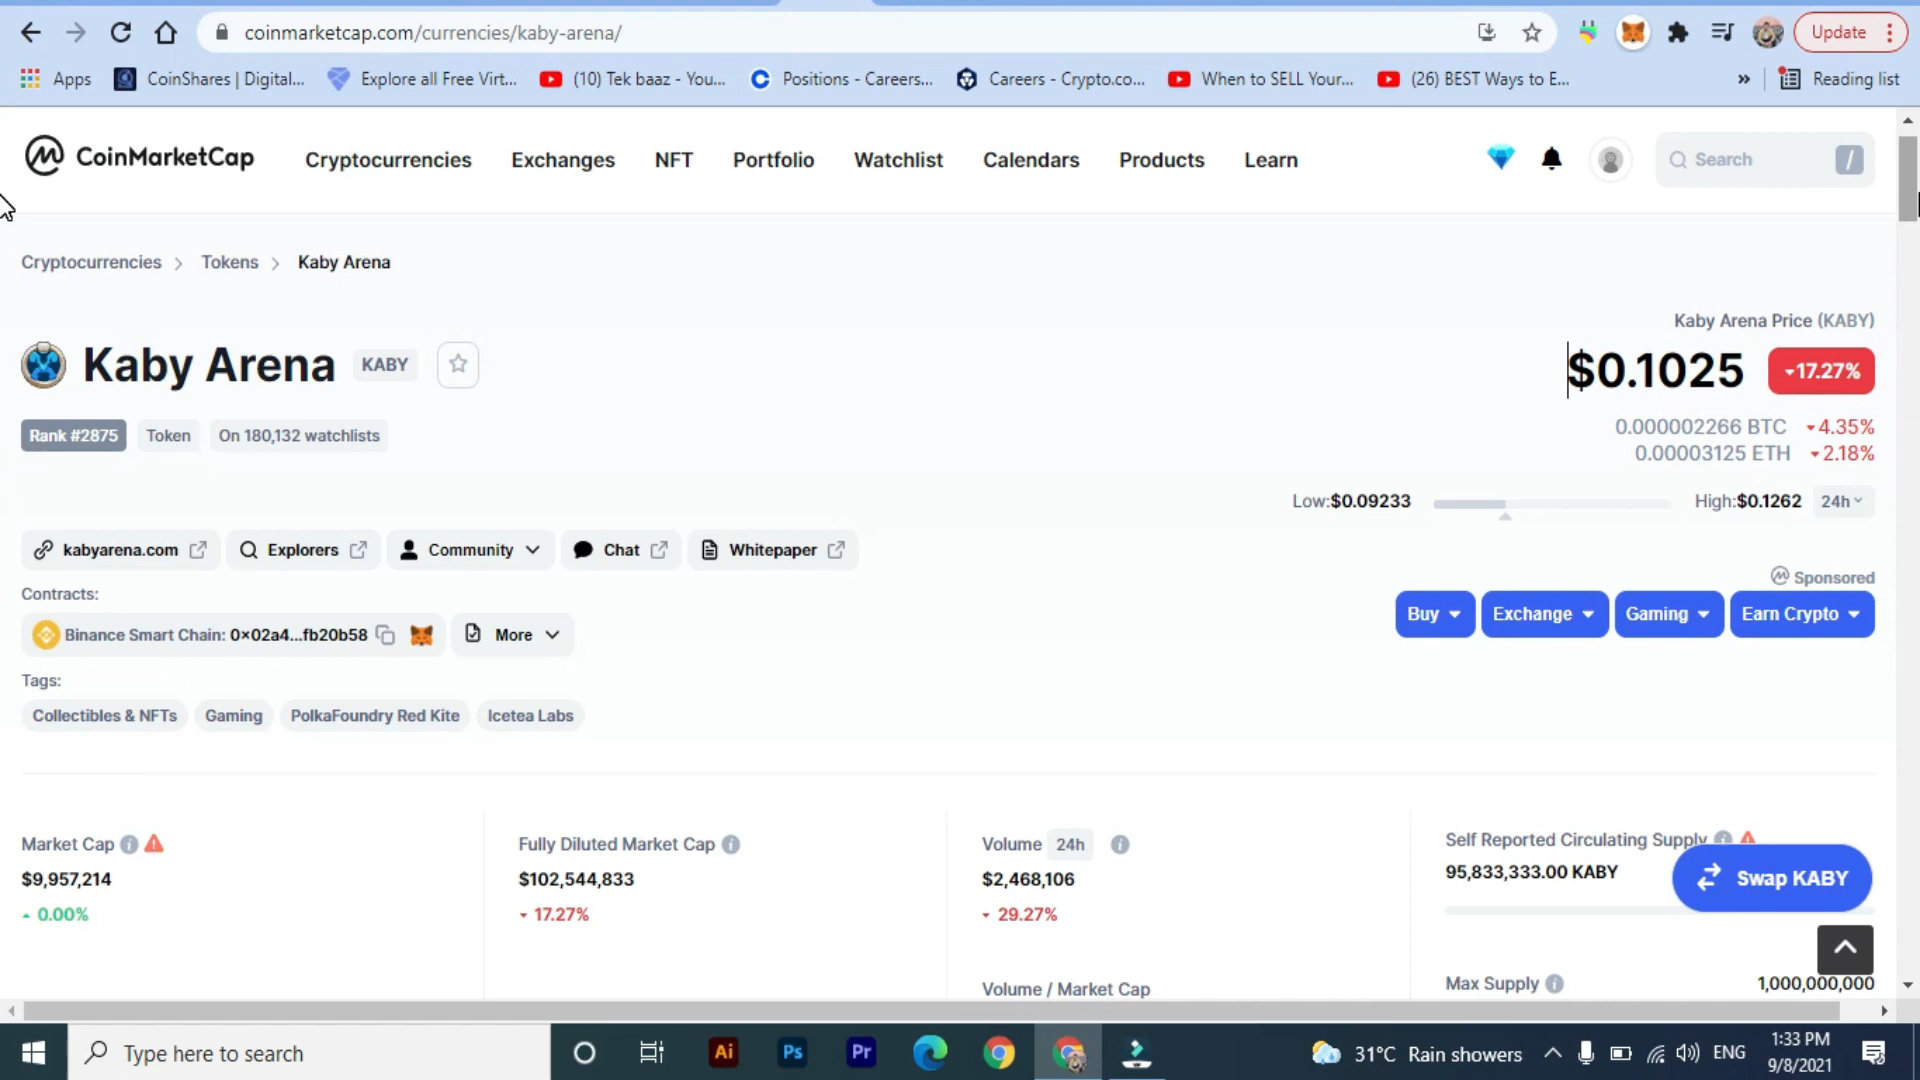 coinmarketcap.com/currencies/kaby-arena/
Update
Apps
CoinShares | Digital...
Explore all Free Virt...
(10) Tek baaz - You...
Positions - Careers...
Careers - Crypto.co...
When to SELL Your...
(26) BEST Ways to E...
»
Reading list
CoinMarketCap
Cryptocurrencies
Exchanges
NFT
Portfolio
Watchlist
Calendars
Products
Learn
Search
/
Cryptocurrencies > Tokens > Kaby Arena
Kaby Arena Price (KABY)
Kaby Arena
KABY
$0.1025
17.27%
0.000002266 BTC
4.35%
0.00003125 ETH
2.18%
Rank #2875
Token
On 180,132 watchlists
Low:$0.09233
High:$0.1262
24h
kabyarena.com
Explorers
Community
Chat
Whitepaper
Sponsored
Contracts:
Buy
Exchange
Gaming
Earn Crypto
Binance Smart Chain: 0x02a4...fb20b58
More
Tags:
Collectibles & NFTs
Gaming
PolkaFoundry Red Kite
Icetea Labs
Market Cap
$9,957,214
0.00%
Fully Diluted Market Cap
$102,544,833
17.27%
Volume
24h
$2,468,106
29.27%
Volume / Market Cap
Self Reported Circulating Supply
95,833,333.00 KABY
Swap KABY
Max Supply
1,000,000,000
Type here to search
Ai
Ps
Pr
31°C Rain showers
ENG
1:33 PM
9/8/2021